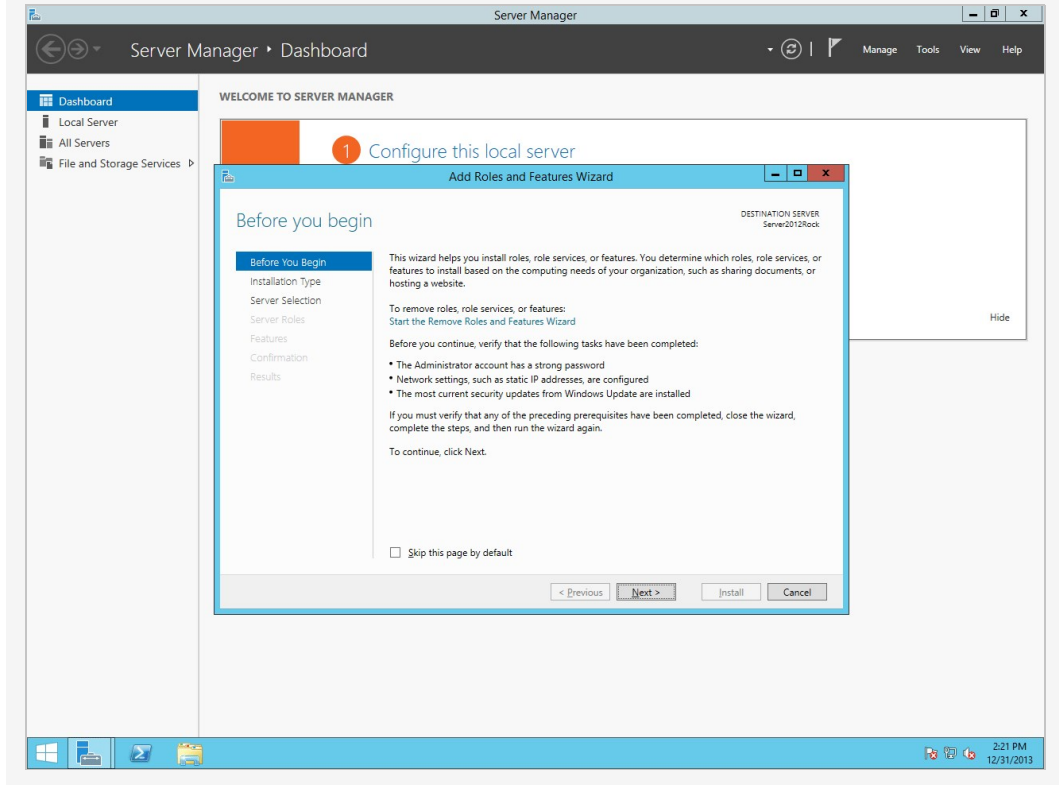 Server Manager
Server Manager • Dashboard
Manage Tools View Help
Dashboard
Local Server
All Servers
File and Storage Services
WELCOME TO SERVER MANAGER
1 Configure this local server
Hide
Add Roles and Features Wizard
Before you begin
DESTINATION SERVER
Server2012Rock
Before You Begin
Installation Type
Server Selection
Server Roles
Features
Confirmation
Results
This wizard helps you install roles, role services, or features. You determine which roles, role services, or
features to install based on the computing needs of your organization, such as sharing documents, or
hosting a website.
To remove roles, role services, or features:
Start the Remove Roles and Features Wizard
Before you continue, verify that the following tasks have been completed:
• The Administrator account has a strong password
• Network settings, such as static IP addresses, are configured
• The most current security updates from Windows Update are installed
If you must verify that any of the preceding prerequisites have been completed, close the wizard,
complete the steps, and then run the wizard again.
To continue, click Next.
Skip this page by default
< Previous Next > Install Cancel
2:21 PM
12/31/2013